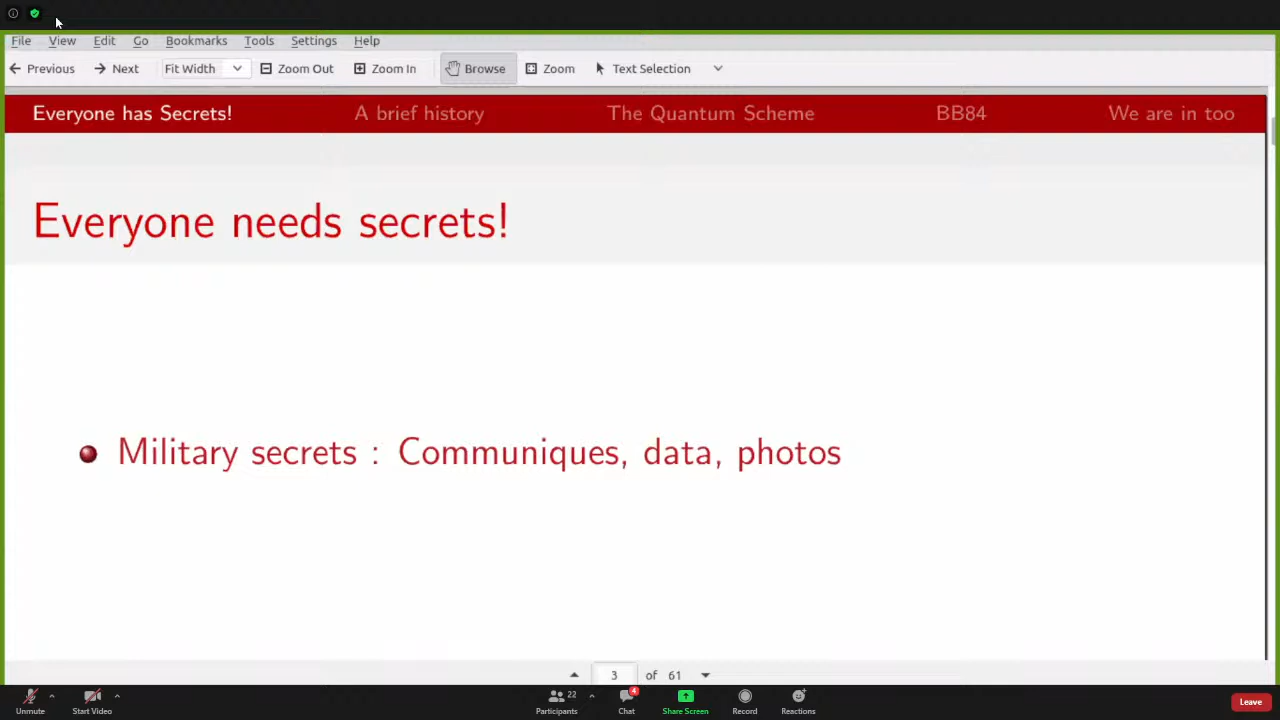 File View Edit Go Bookmarks Tools Settings Help
Previous Next Fit Width Zoom Out Zoom In Browse Zoom Text Selection
Everyone has Secrets! A brief history The Quantum Scheme BB84 We are in too
Everyone needs secrets!
Military secrets : Communiques, data, photos
3 of 61
22 4
Unmute Start Video Participants Chat Share Screen Record Reactions Leave